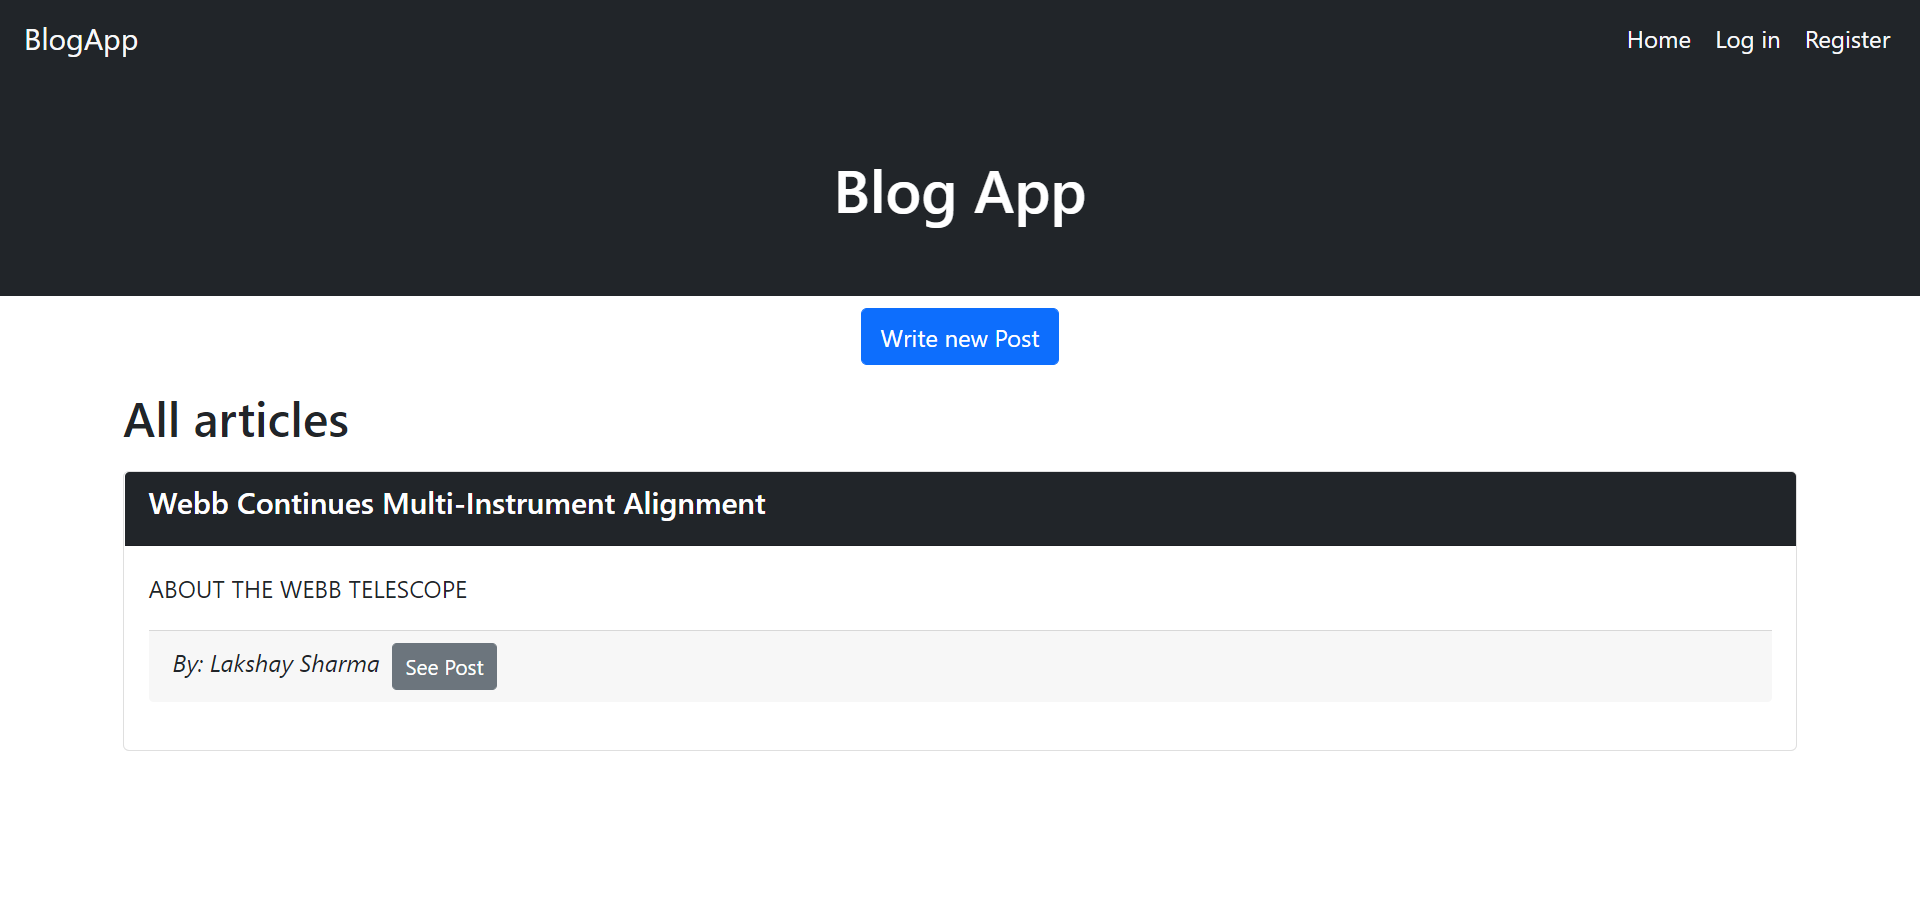 BlogApp Home Log in Register
Blog App
Write new Post
All articles
Webb Continues Multi-Instrument Alignment
ABOUT THE WEBB TELESCOPE
By: Lakshay Sharma See Post